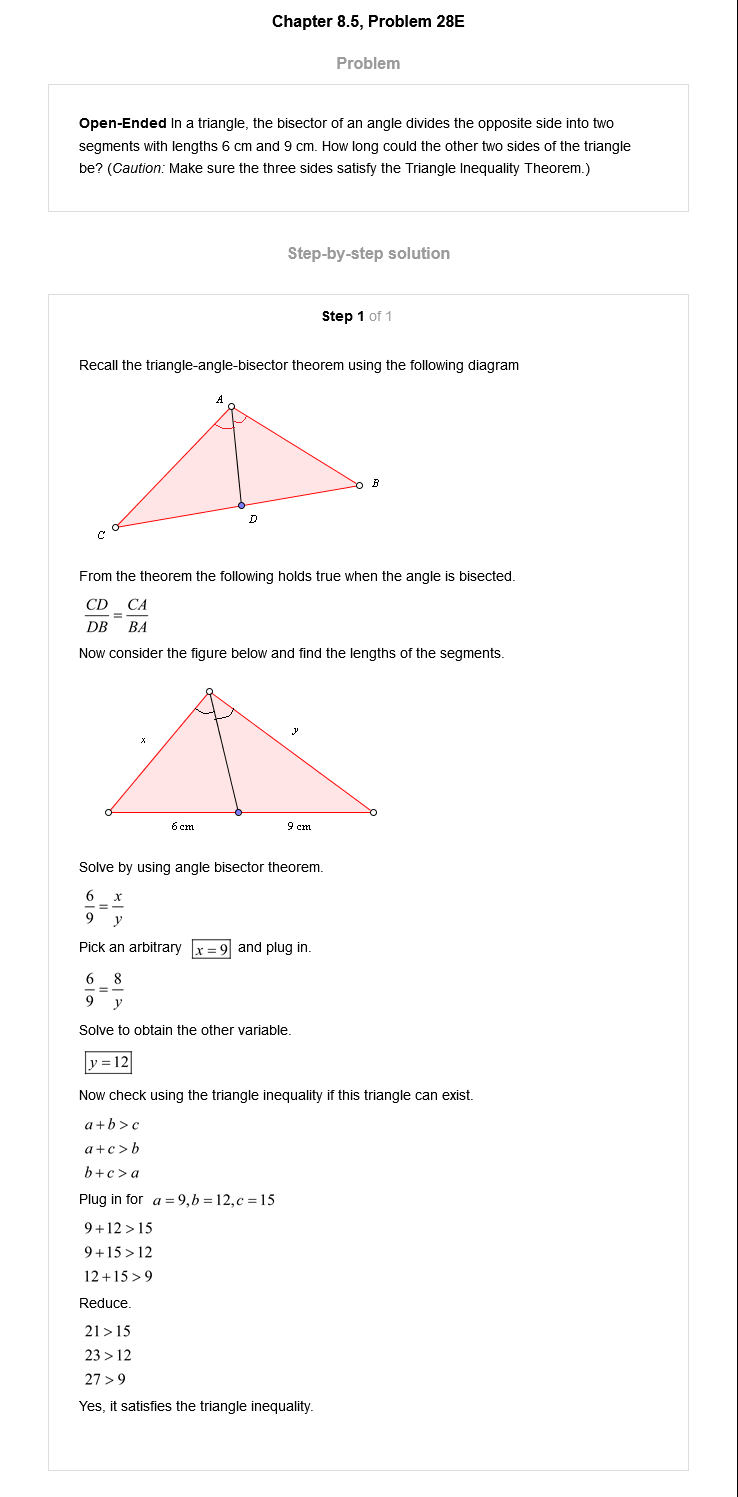 Chapter 8.5, Problem 28E
Problem
Open-Ended In a triangle, the bisector of an angle divides the opposite side into two
segments with lengths 6 cm and 9 cm. How long could the other two sides of the triangle
be? (Caution: Make sure the three sides satisfy the Triangle Inequality Theorem.)
Step-by-step solution
Step 1 of 1
Recall the triangle-angle-bisector theorem using the following diagram
A
B
D
C
From the theorem the following holds true when the angle is bisected.
CD/DB = CA/BA
Now consider the figure below and find the lengths of the segments.
x
y
6 cm
9 cm
Solve by using angle bisector theorem.
6/9 = x/y
Pick an arbitrary x = 9 and plug in.
6/9 = 8/y
Solve to obtain the other variable.
y = 12
Now check using the triangle inequality if this triangle can exist.
a + b > c
a + c > b
b + c > a
Plug in for a = 9, b = 12, c = 15
9 + 12 > 15
9 + 15 > 12
12 + 15 > 9
Reduce.
21 > 15
23 > 12
27 > 9
Yes, it satisfies the triangle inequality.